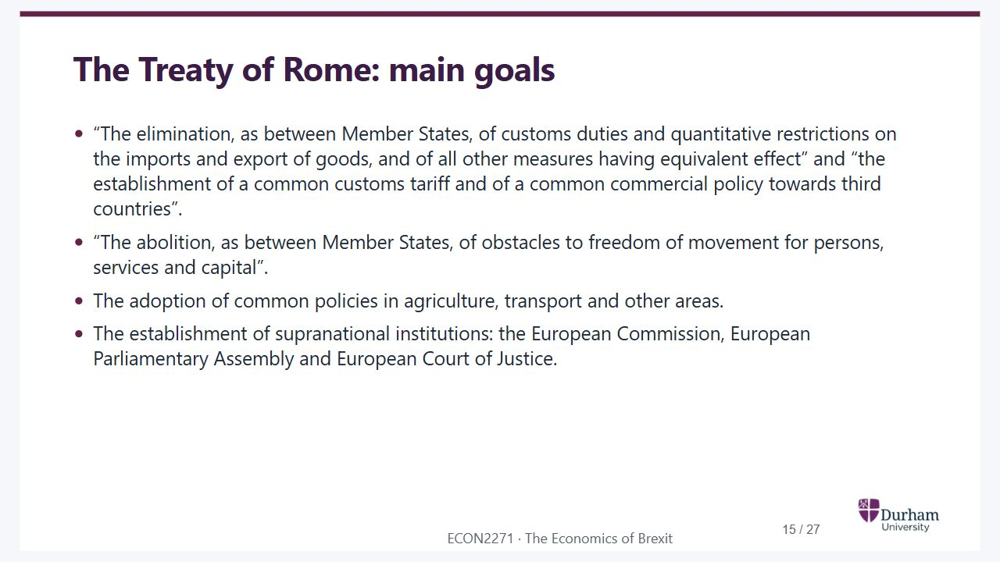 The Treaty of Rome: main goals
• “The elimination, as between Member States, of customs duties and quantitative restrictions on
the imports and export of goods, and of all other measures having equivalent effect” and “the
establishment of a common customs tariff and of a common commercial policy towards third
countries”.
• “The abolition, as between Member States, of obstacles to freedom of movement for persons,
services and capital”.
• The adoption of common policies in agriculture, transport and other areas.
• The establishment of supranational institutions: the European Commission, European
Parliamentary Assembly and European Court of Justice.
ECON2271 · The Economics of Brexit
15 / 27
Durham
University